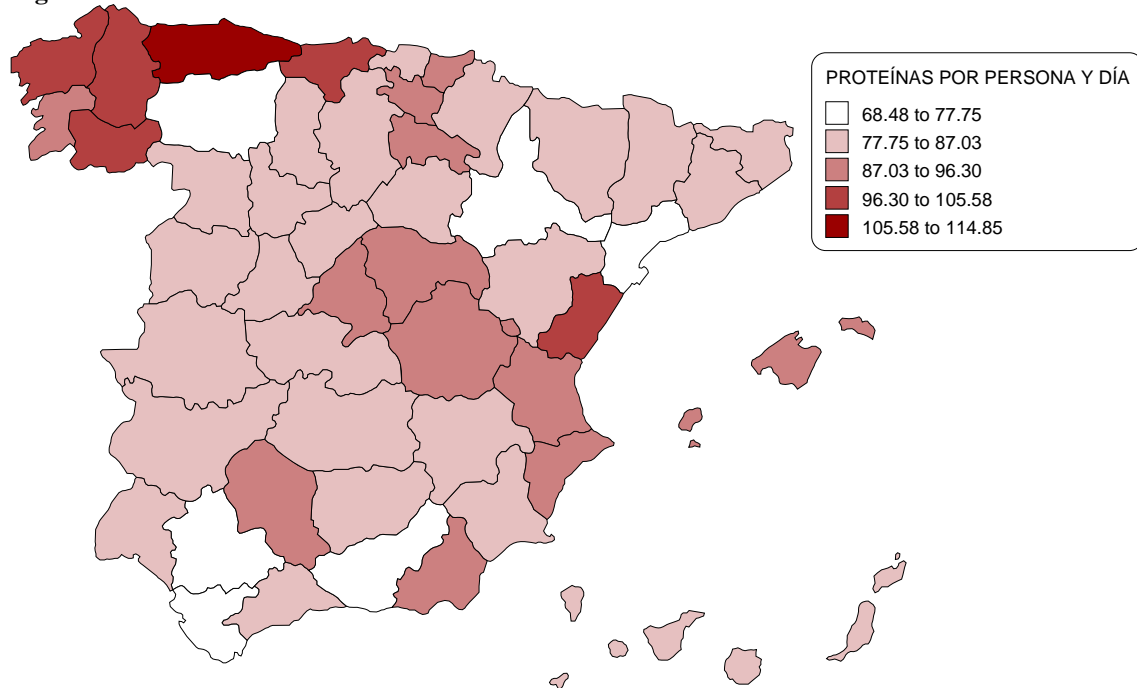 PROTEÍNAS POR PERSONA Y DÍA
68.48 to 77.75
77.75 to 87.03
87.03 to 96.30
96.30 to 105.58
105.58 to 114.85